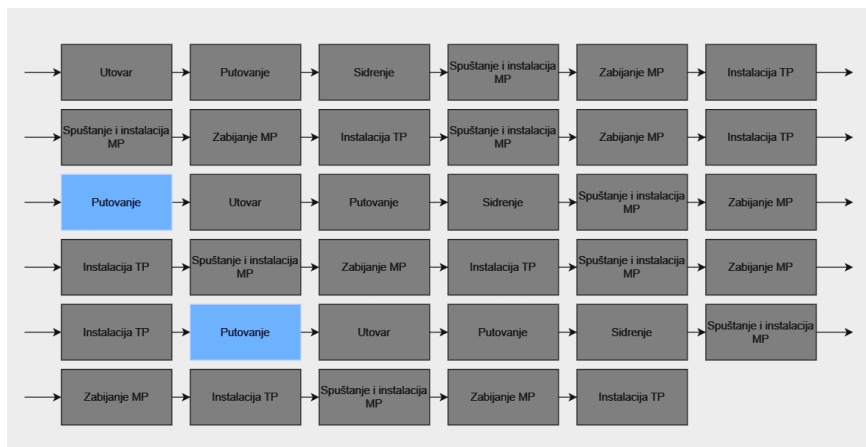 Utovar
Putovanje
Sidrenje
Spuštanje i instalacija
MP
Zabijanje MP
Instalacija TP
Spuštanje i instalacija
MP
Zabijanje MP
Instalacija TP
Spuštanje i instalacija
MP
Zabijanje MP
Instalacija TP
Putovanje
Utovar
Putovanje
Sidrenje
Spuštanje i instalacija
MP
Zabijanje MP
Instalacija TP
Spuštanje i instalacija
MP
Zabijanje MP
Instalacija TP
Spuštanje i instalacija
MP
Zabijanje MP
Instalacija TP
Putovanje
Utovar
Putovanje
Sidrenje
Spuštanje i instalacija
MP
Zabijanje MP
Instalacija TP
Spuštanje i instalacija
MP
Zabijanje MP
Instalacija TP